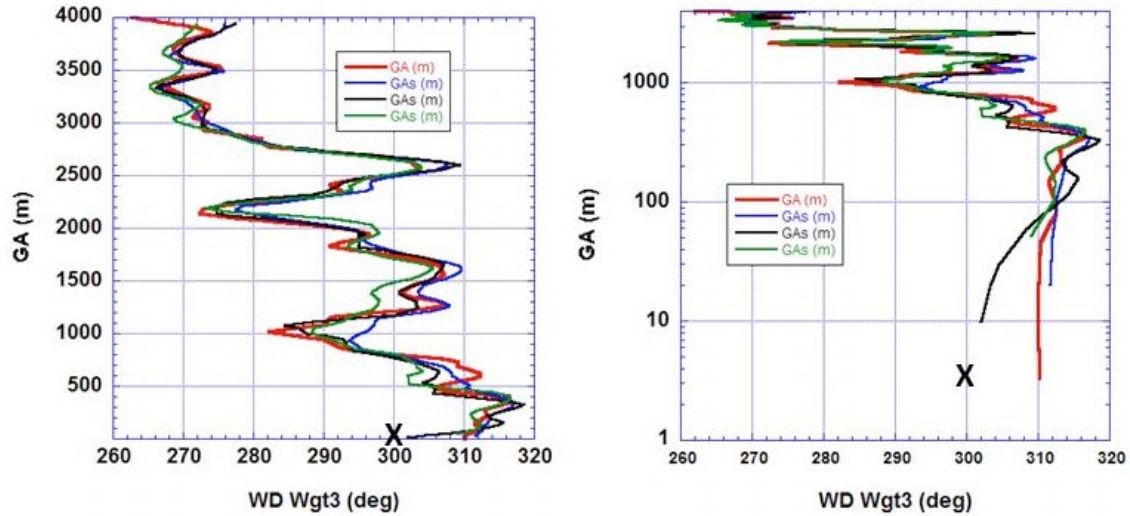 4000
3500
3000
2500
2000
1500
1000
500
GA (m)
GA (m)
GAs (m)
GAs (m)
GAs (m)
X
260 270 280 290 300 310 320
WD Wgt3 (deg)
1000
100
10
1
GA (m)
GA (m)
GAs (m)
GAs (m)
GAs (m)
X
260 270 280 290 300 310 320
WD Wgt3 (deg)